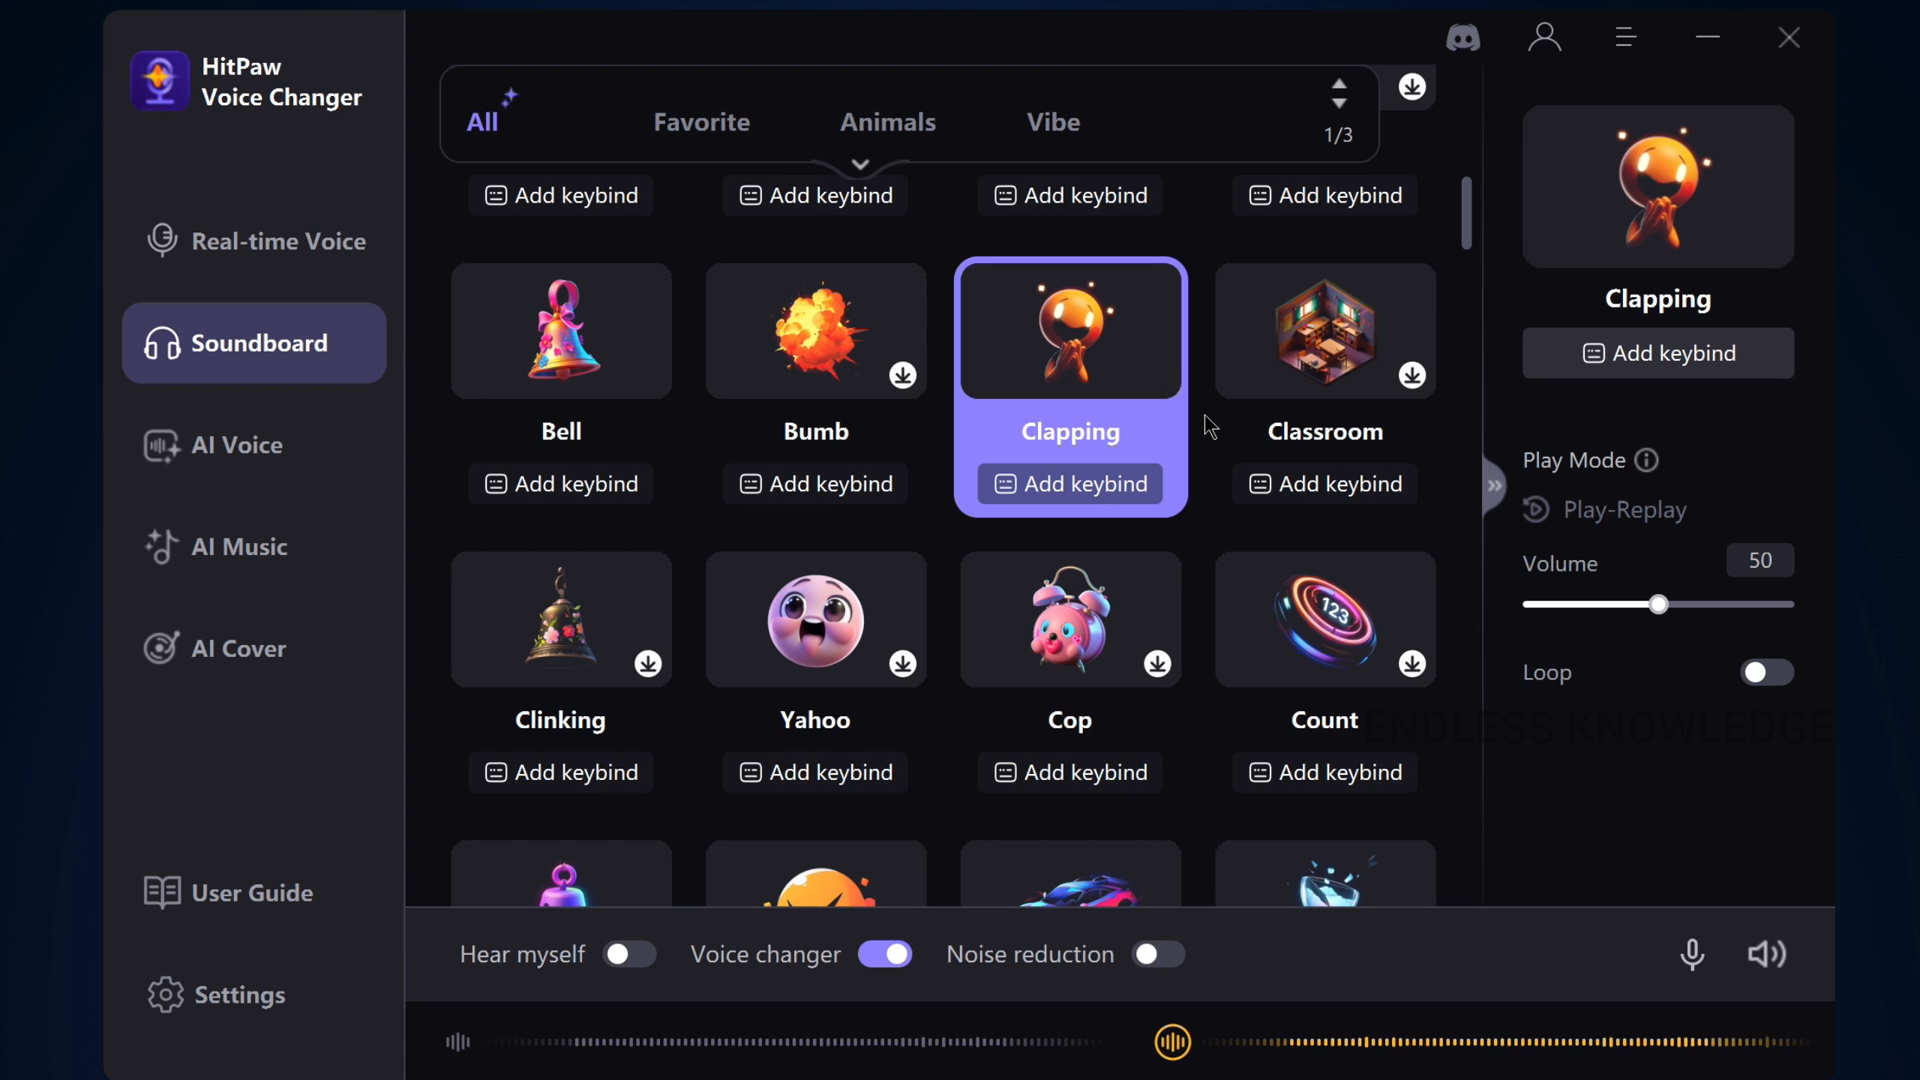 HitPaw
Voice Changer
Real-time Voice
Soundboard
AI Voice
AI Music
AI Cover
User Guide
Settings
All
Favorite
Animals
Vibe
1/3
Add keybind
Add keybind
Add keybind
Add keybind
Bell
Bumb
Clapping
Classroom
Add keybind
Add keybind
Add keybind
Add keybind
123
Clinking
Yahoo
Cop
Count
Add keybind
Add keybind
Add keybind
Add keybind
Clapping
Add keybind
Play Mode
Play-Replay
Volume
50
Loop
ENDLESS KNOWLEDGE
Hear myself
Voice changer
Noise reduction